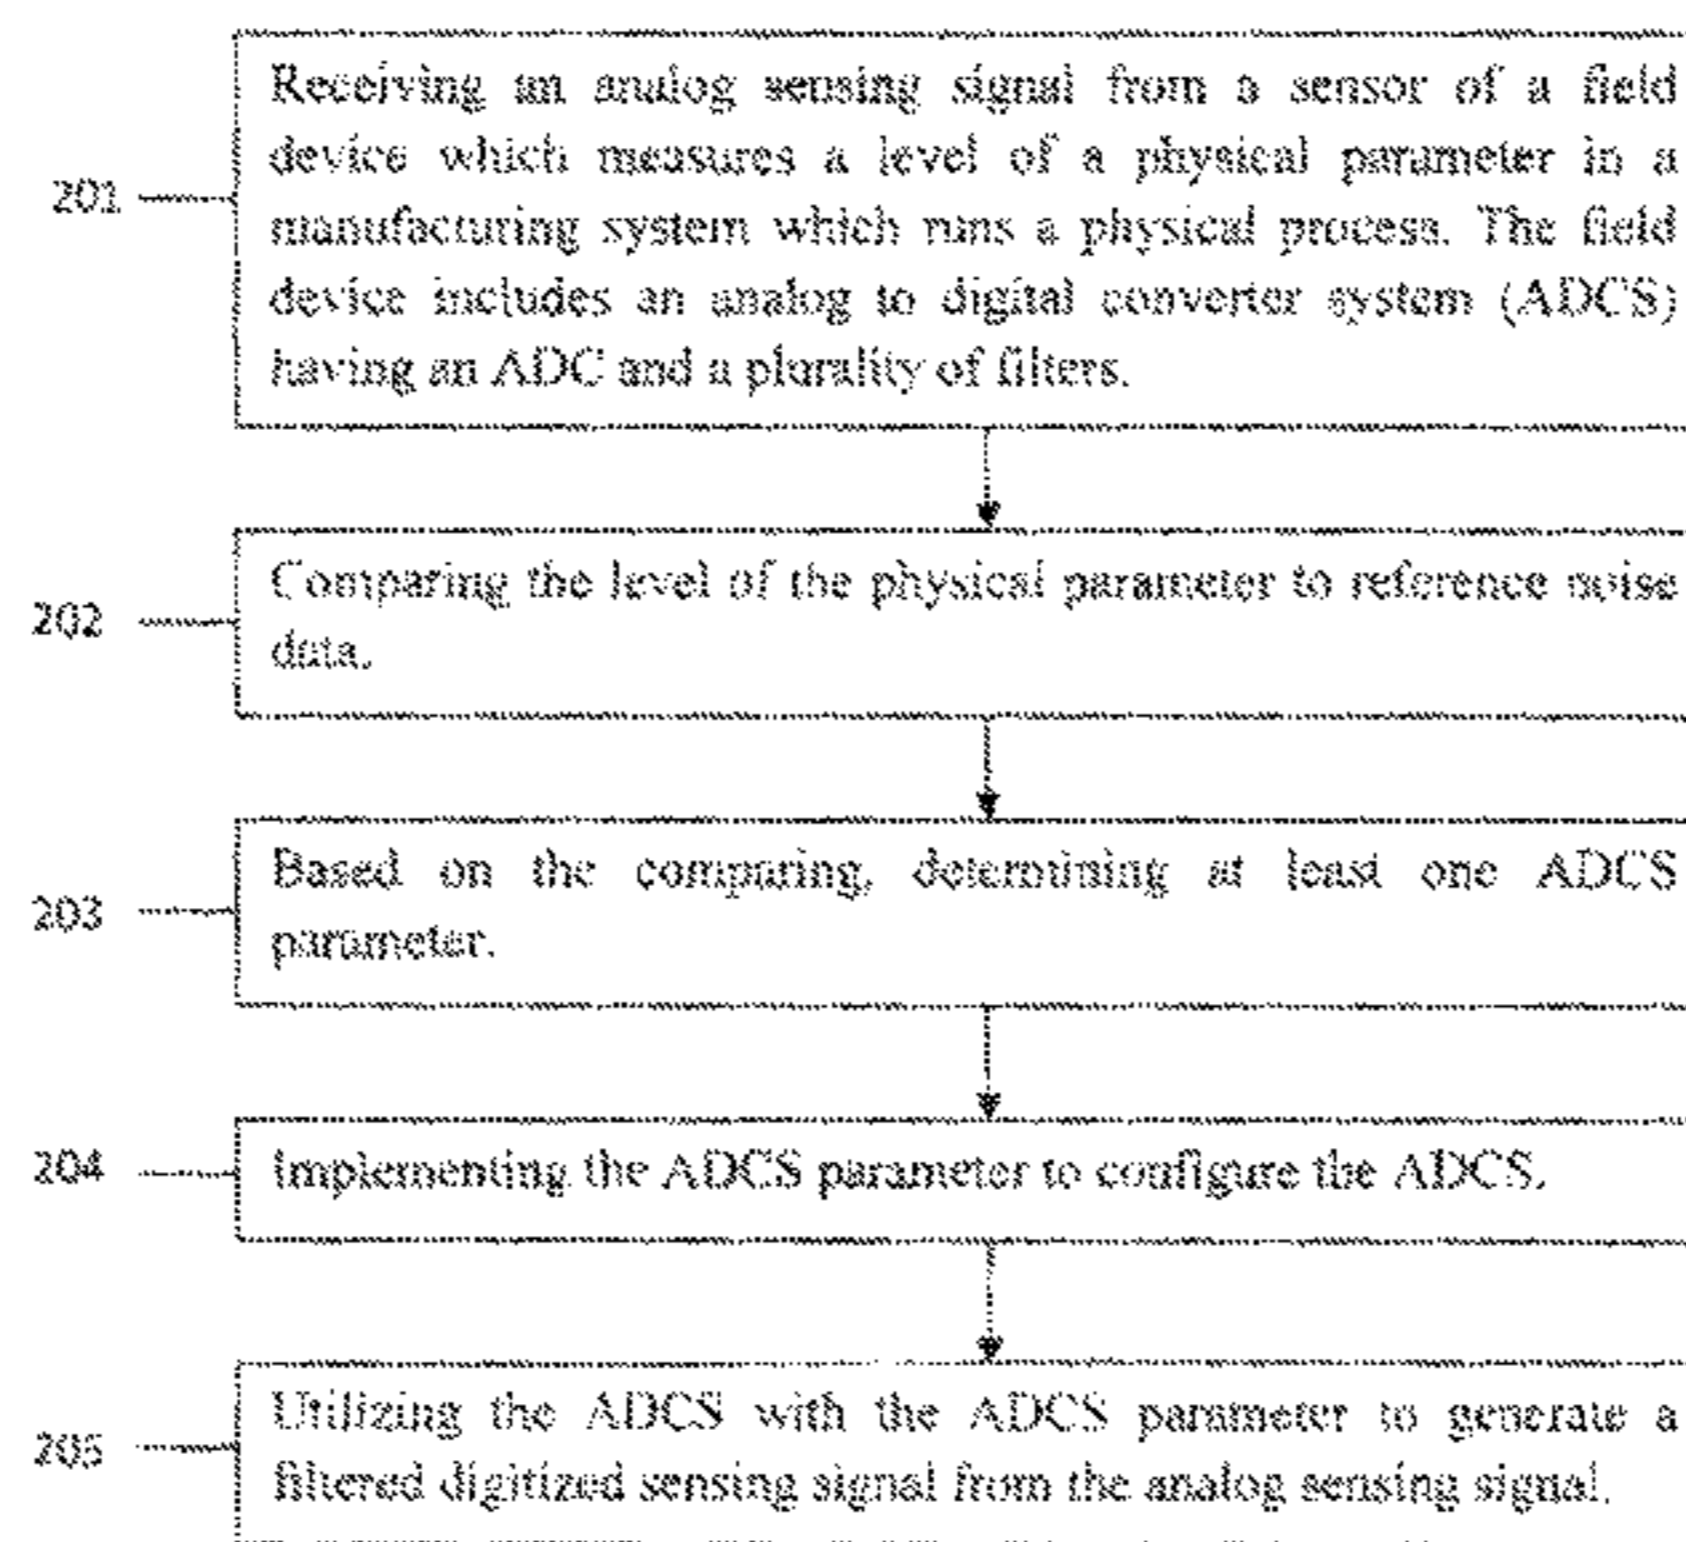 Receiving an analog sensing signal from a sensor of a field
device which measures a level of a physical parameter in a
201
manufacturing system which runs a physical process. The field
device includes an analog to digital converter system (ADCS)
having an ADC and a plurality of filters.
Comparing the level of the physical parameter to reference noise
202
data.
Based on the comparing, determining at least one ADCS
203
parameter.
204
Implementing the ADCS parameter to configure the ADCS.
Utilizing the ADCS with the ADCS parameter to generate a
205
filtered digitized sensing signal from the analog sensing signal.